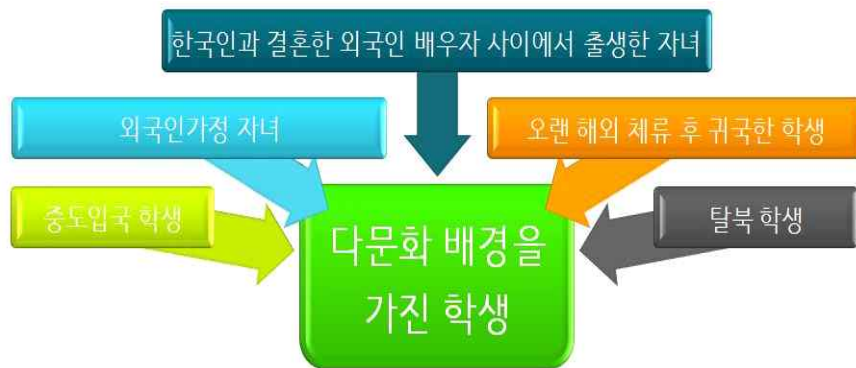 한국인과 결혼한 외국인 배우자 사이에서 출생한 자녀
외국인가정 자녀
오랜 해외 체류 후 귀국한 학생
중도입국 학생
탈북 학생
다문화 배경을
가진 학생